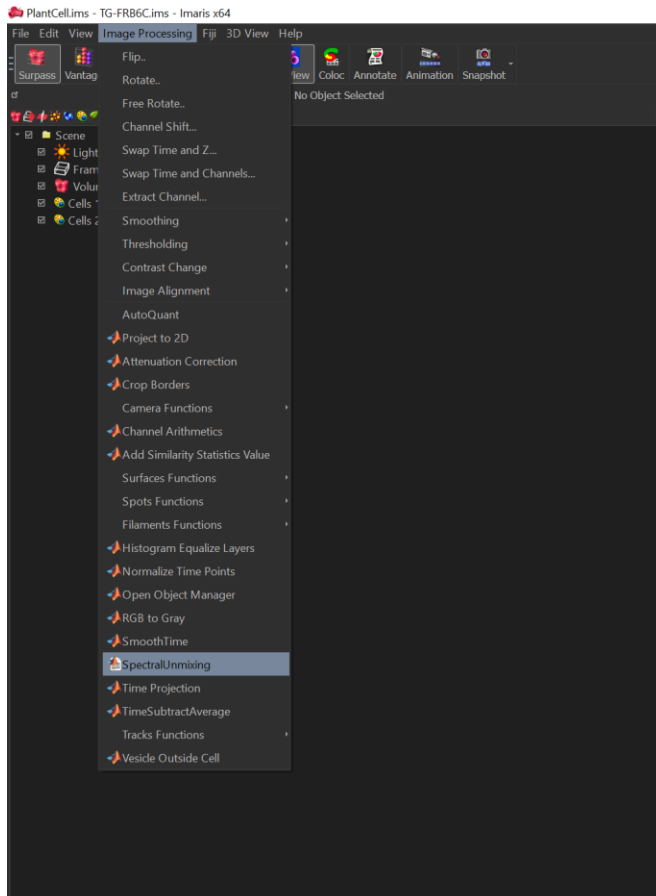 PlantCell.ims - TG-FRB6C.ims - Imaris x64
File Edit View Image Processing Fiji 3D View Help
Surpass Vantag iew Coloc Annotate Animation Snapshot
No Object Selected
Scene
Light
Fram
Volur
Cells 1
Cells 2
Flip..
Rotate..
Free Rotate..
Channel Shift...
Swap Time and Z...
Swap Time and Channels...
Extract Channel...
Smoothing
Thresholding
Contrast Change
Image Alignment
AutoQuant
Project to 2D
Attenuation Correction
Crop Borders
Camera Functions
Channel Arithmetics
Add Similarity Statistics Value
Surfaces Functions
Spots Functions
Filaments Functions
Histogram Equalize Layers
Normalize Time Points
Open Object Manager
RGB to Gray
SmoothTime
SpectralUnmixing
Time Projection
TimeSubtractAverage
Tracks Functions
Vesicle Outside Cell